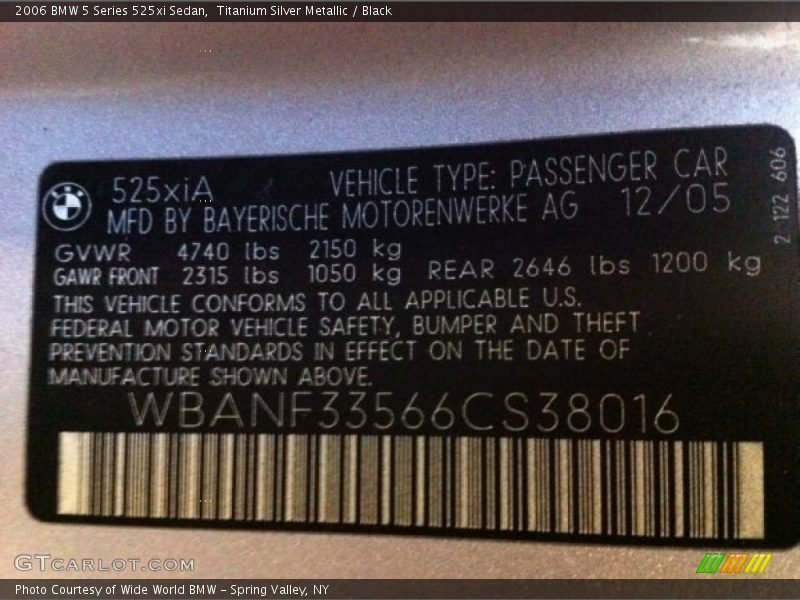 2006 BMW 5 Series 525xi Sedan, Titanium Silver Metallic / Black
525xiA VEHICLE TYPE: PASSENGER CAR
MFD BY BAYERISCHE MOTORENWERKE AG 12/05
GVWR 4740 lbs 2150 kg
GAWR FRONT 2315 lbs 1050 kg REAR 2646 lbs 1200 kg
THIS VEHICLE CONFORMS TO ALL APPLICABLE U.S.
FEDERAL MOTOR VEHICLE SAFETY, BUMPER AND THEFT
PREVENTION STANDARDS IN EFFECT ON THE DATE OF
MANUFACTURE SHOWN ABOVE.
WBANF33566CS38016
2 122 606
GTCARLOT.COM
Photo Courtesy of Wide World BMW - Spring Valley, NY